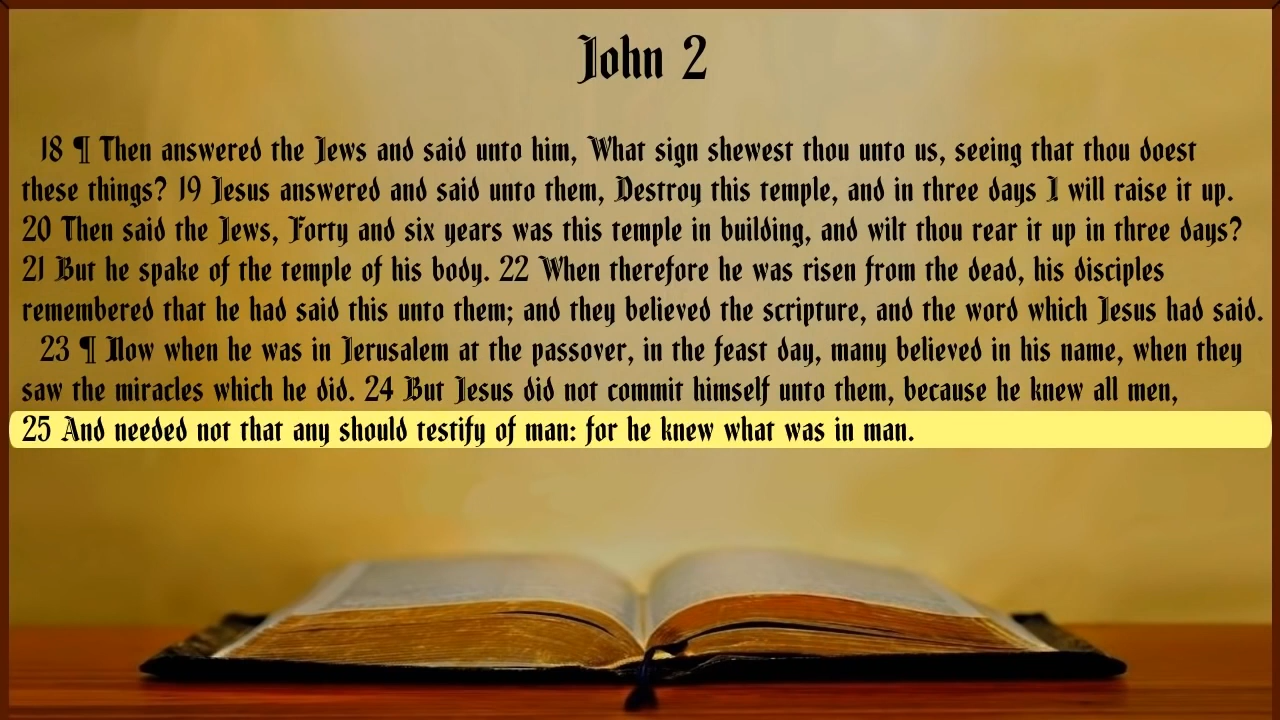 John 2
18 ¶ Then answered the Jews and said unto him, What sign shewest thou unto us, seeing that thou doest
these things? 19 Jesus answered and said unto them, Destroy this temple, and in three days I will raise it up.
20 Then said the Jews, Forty and six years was this temple in building, and wilt thou rear it up in three days?
21 But he spake of the temple of his body. 22 When therefore he was risen from the dead, his disciples
remembered that he had said this unto them; and they believed the scripture, and the word which Jesus had said.
23 ¶ Now when he was in Jerusalem at the passover, in the feast day, many believed in his name, when they
saw the miracles which he did. 24 But Jesus did not commit himself unto them, because he knew all men,
25 And needed not that any should testify of man: for he knew what was in man.